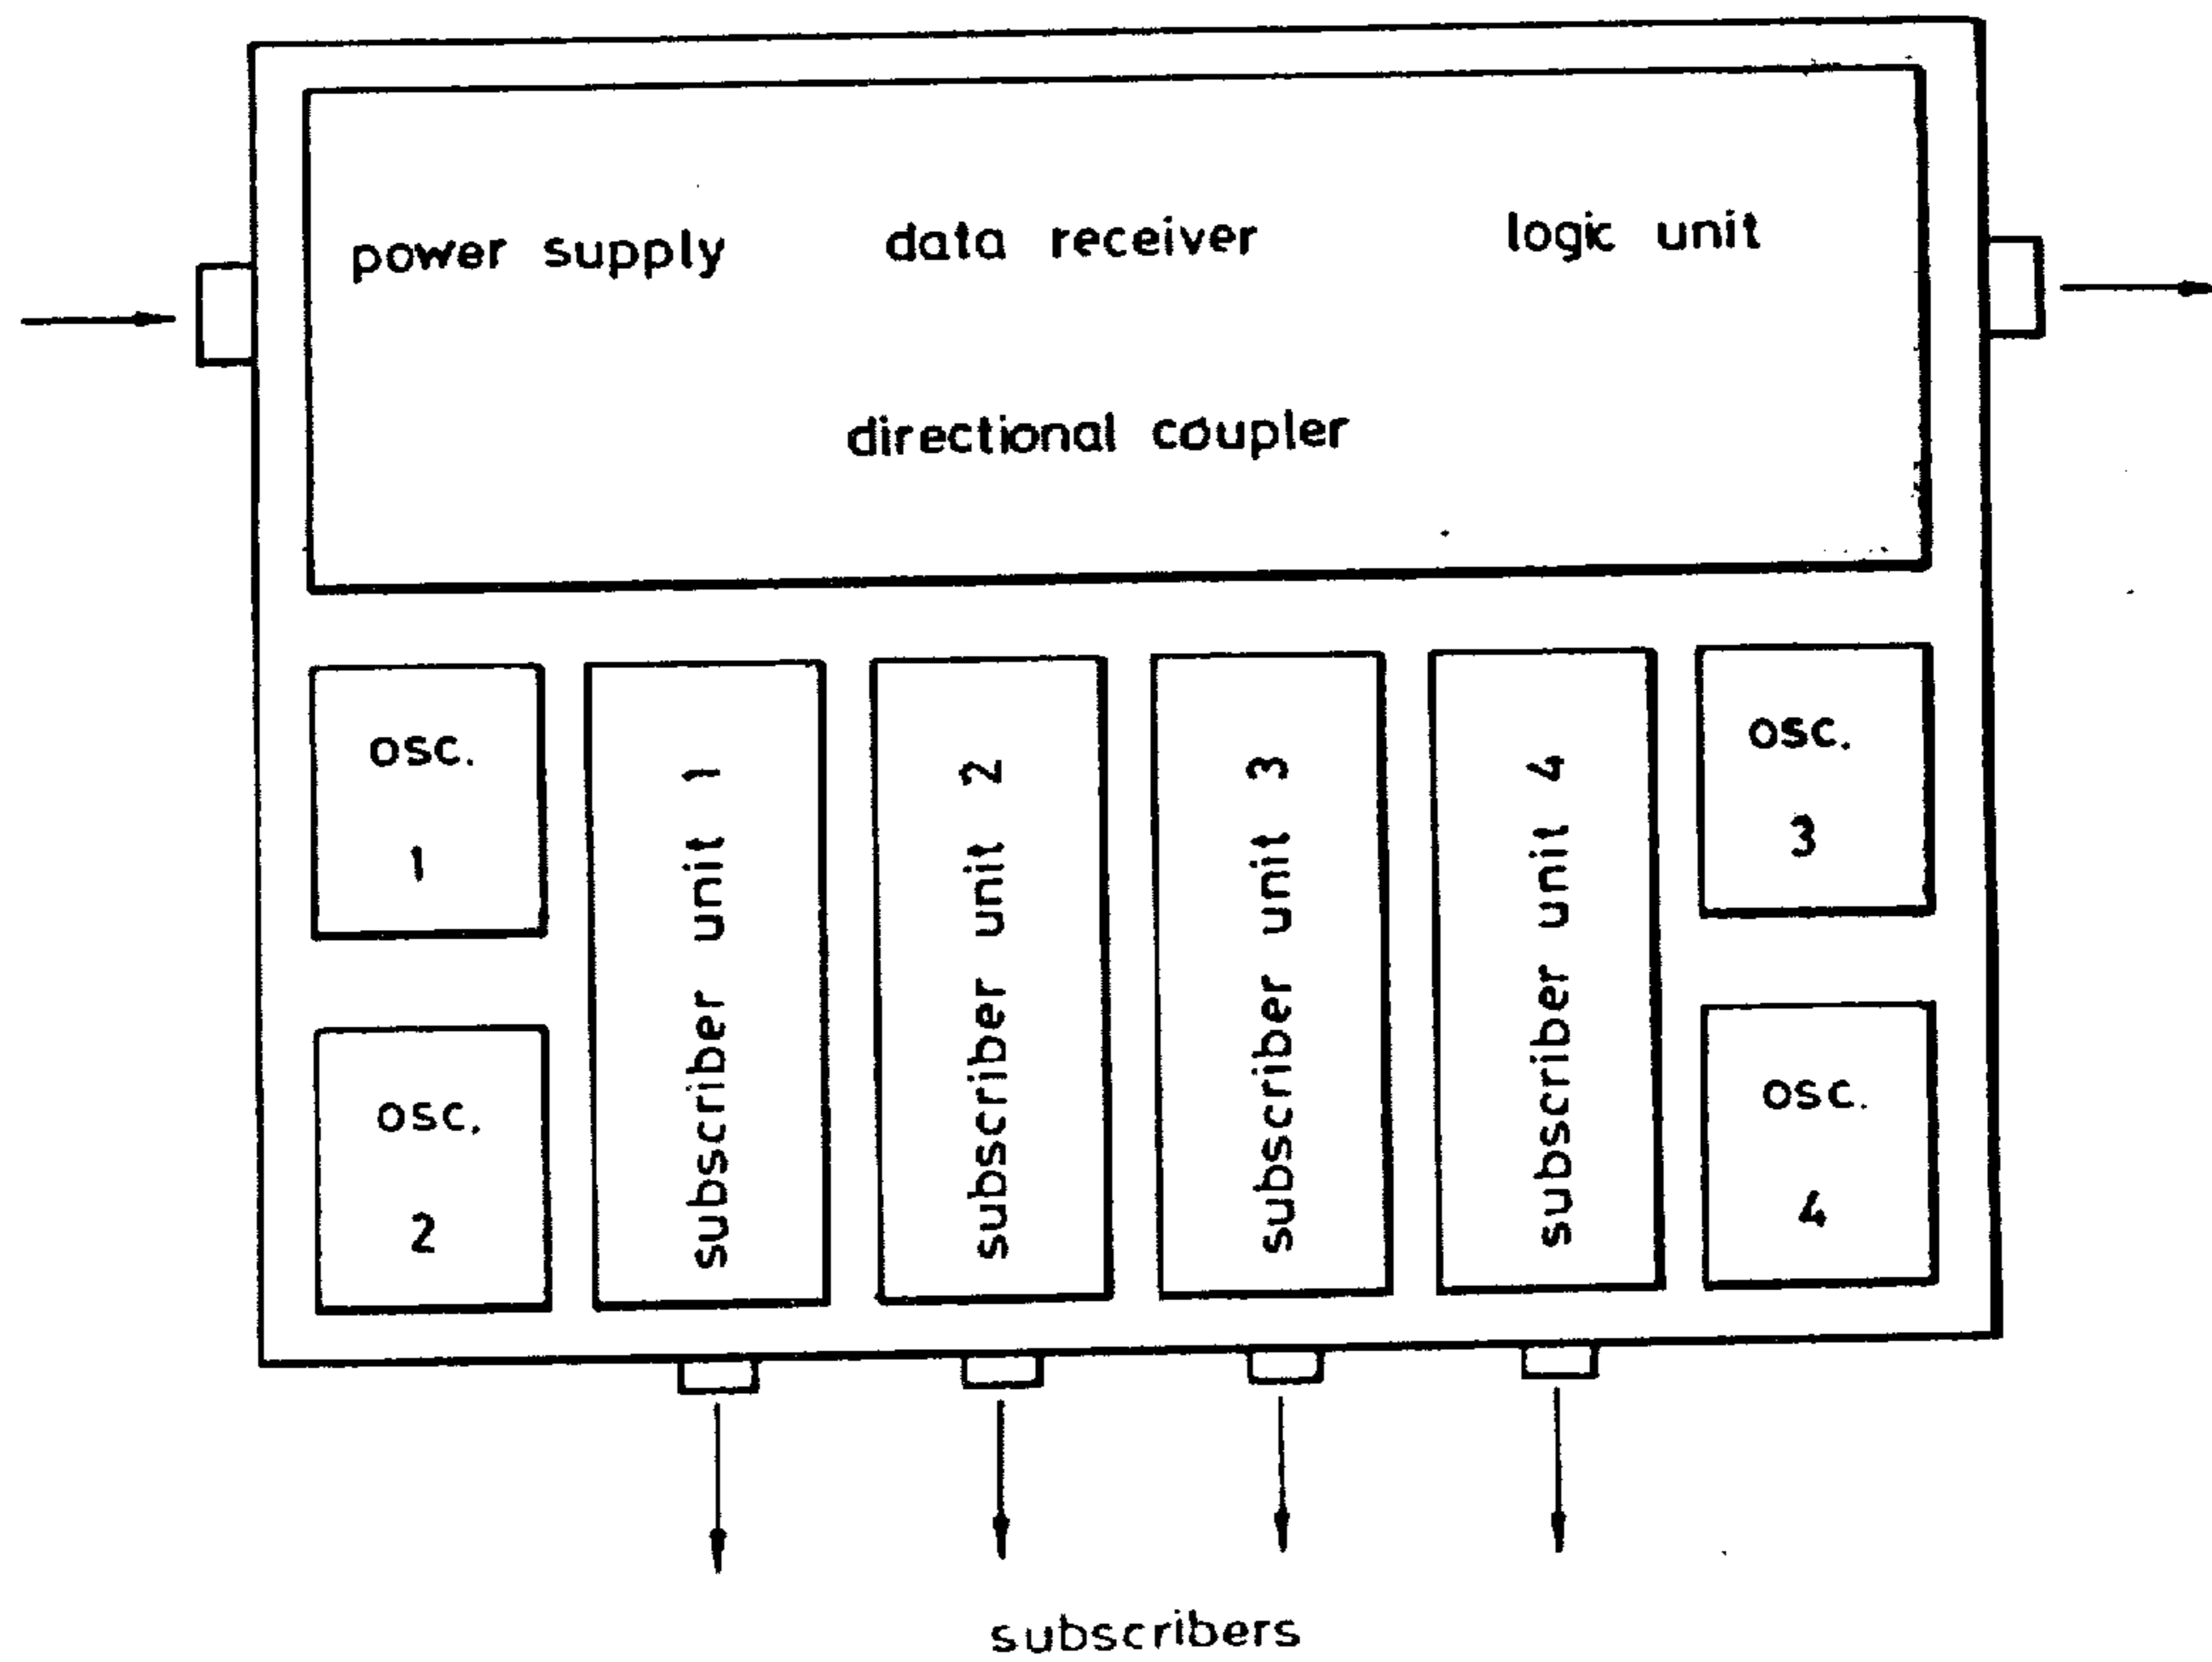 power supply data receiver logic unit
directional coupler
osc.
1
osc.
2
subscriber unit 1
subscriber unit 2
subscriber unit 3
subscriber unit 4
osc.
3
osc.
4
subscribers